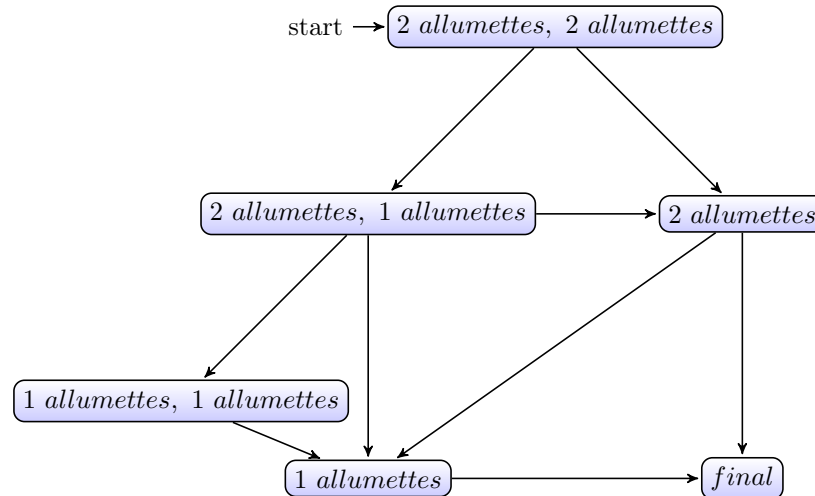 start
2 allumettes, 2 allumettes
2 allumettes, 1 allumettes
2 allumettes
1 allumettes, 1 allumettes
1 allumettes
final